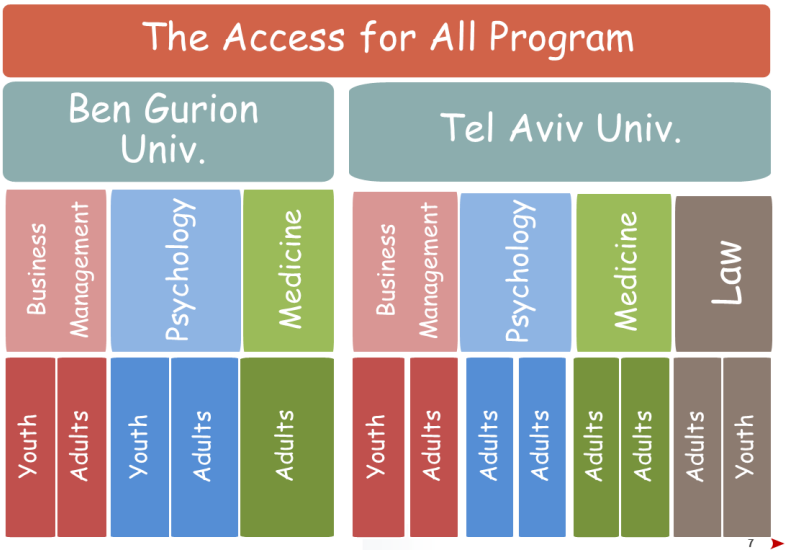 The Access for All Program
Ben Gurion
Univ.
Tel Aviv Univ.
Business
Management
Psychology
Medicine
Business
Management
Psychology
Medicine
Law
Youth
Adults
Youth
Adults
Adults
Youth
Adults
Adults
Adults
Adults
Adults
Adults
Youth
7